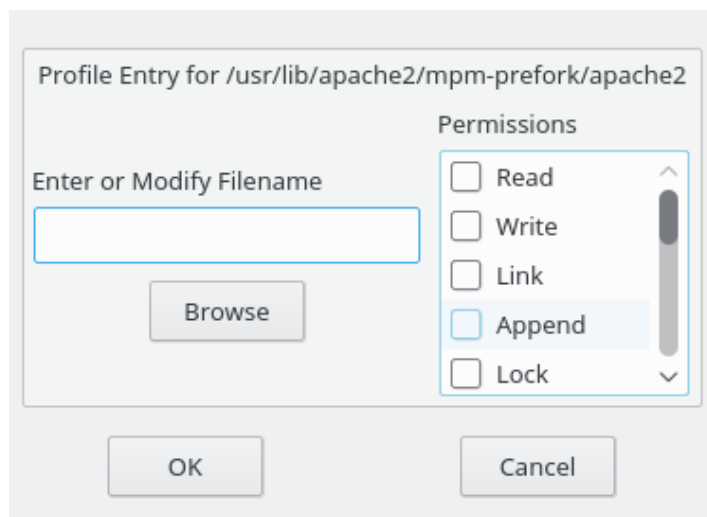 Profile Entry for /usr/lib/apache2/mpm-prefork/apache2
Permissions
Enter or Modify Filename
Browse
Read
Write
Link
Append
Lock
OK
Cancel